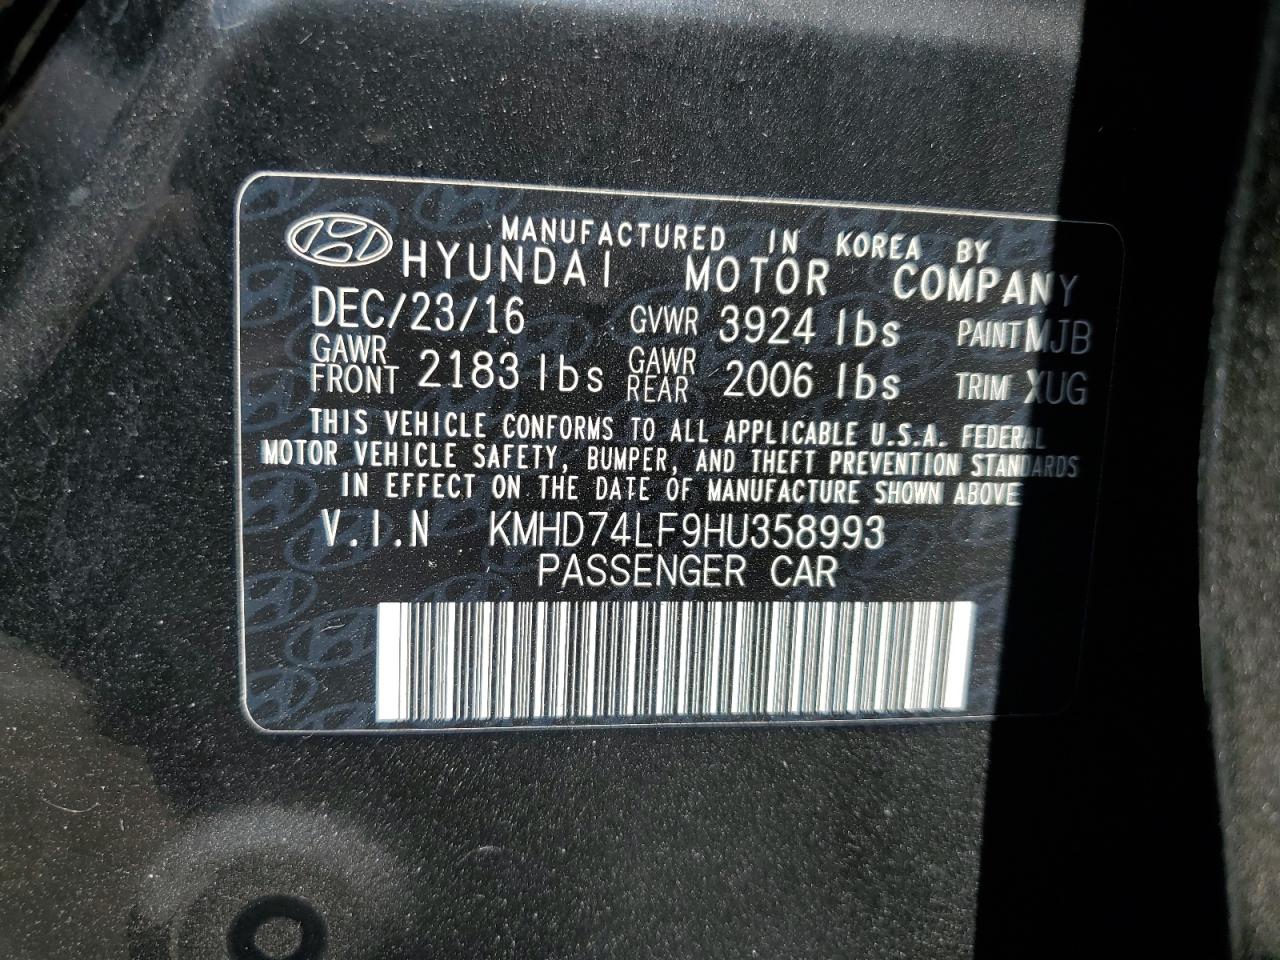 MANUFACTURED IN KOREA BY
HYUNDAI MOTOR COMPANY
DEC/23/16 GVWR 3924 lbs PAINT MJB
GAWR FRONT 2183 lbs GAWR REAR 2006 lbs TRIM XUG
THIS VEHICLE CONFORMS TO ALL APPLICABLE U.S.A. FEDERAL
MOTOR VEHICLE SAFETY, BUMPER, AND THEFT PREVENTION STANDARDS
IN EFFECT ON THE DATE OF MANUFACTURE SHOWN ABOVE
V.I.N KMHD74LF9HU358993
PASSENGER CAR